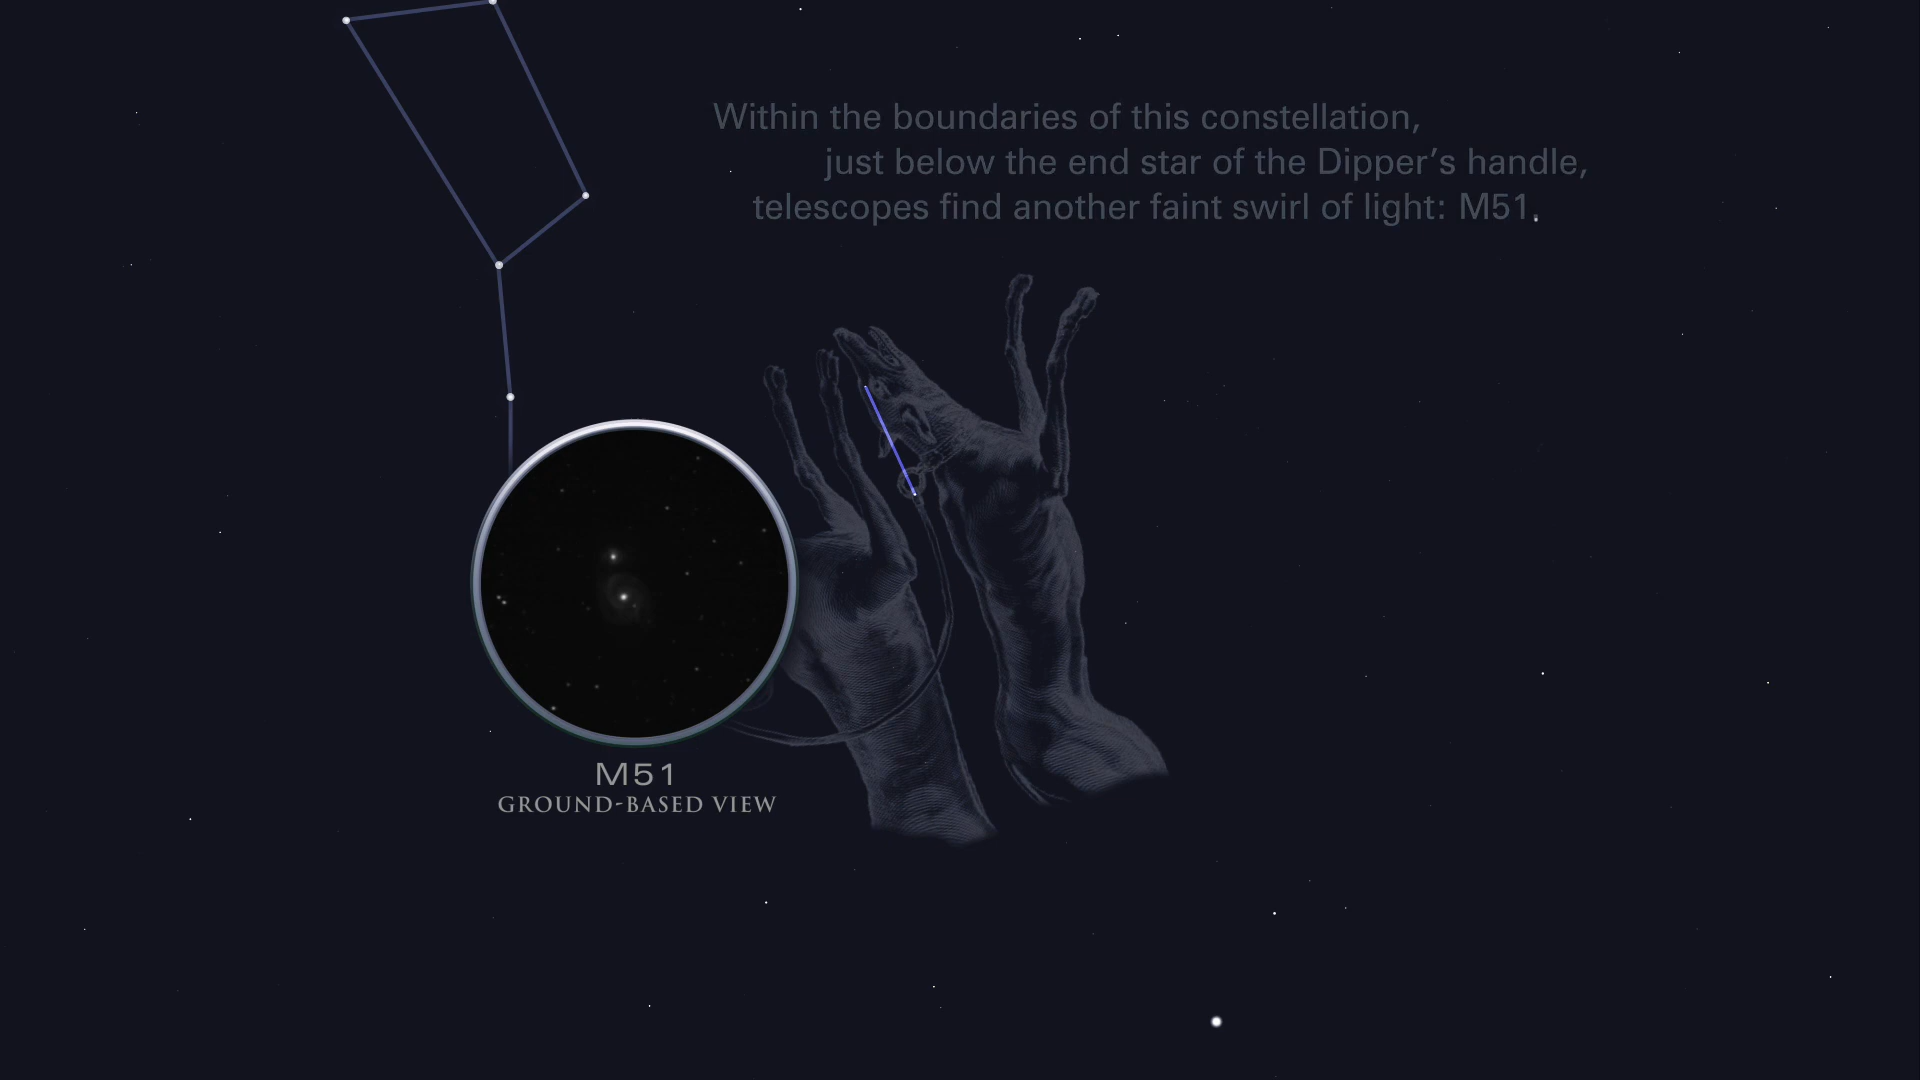 Within the boundaries of this constellation,
just below the end star of the Dipper’s handle,
telescopes find another faint swirl of light: M51.
M51
GROUND-BASED VIEW